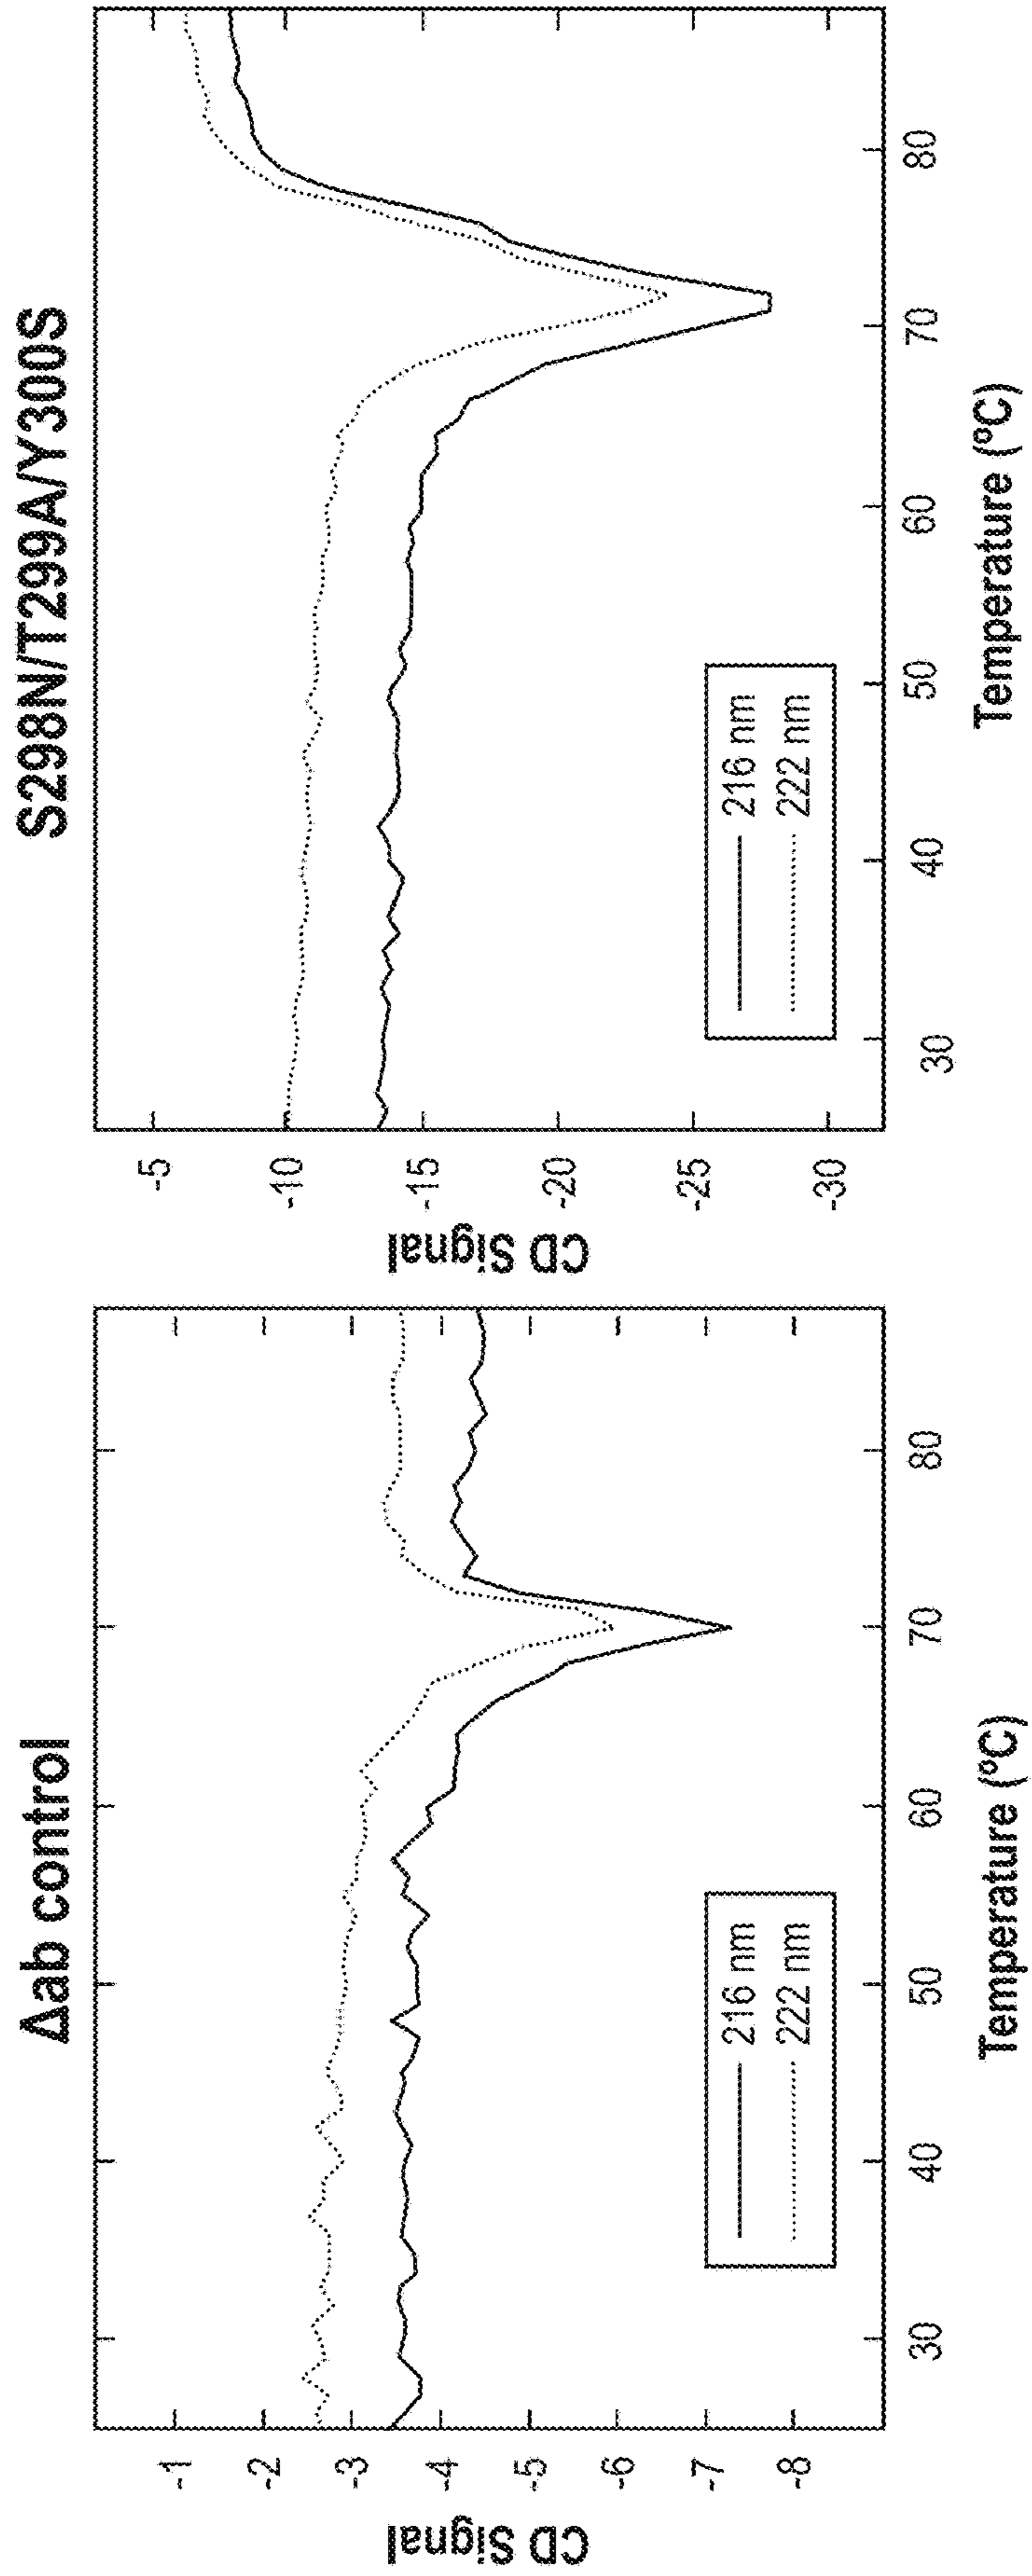 Δab control
CD Signal
-1
-2
-3
-4
-5
-6
-7
-8
216 nm
222 nm
30
40
50
60
70
80
Temperature (ºC)
S298N/T299A/Y300S
CD Signal
-5
-10
-15
-20
-25
-30
216 nm
222 nm
30
40
50
60
70
80
Temperature (ºC)